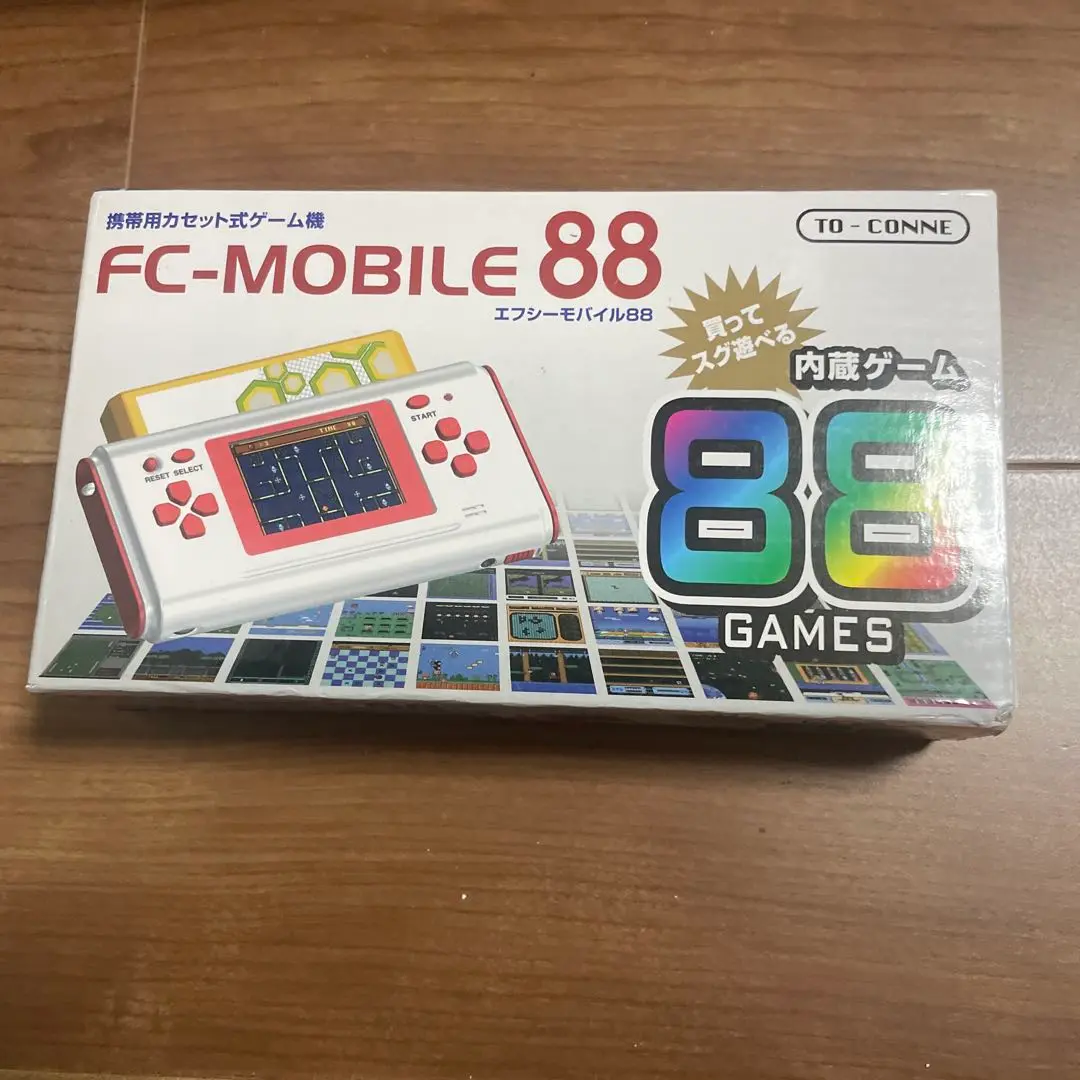 携帯用カセット式ゲーム機
FC-MOBILE 88
エフシーモバイル88
TO-CONNE
買って
スグ遊べる
内蔵ゲーム
88
GAMES
RESET SELECT
START
TIME